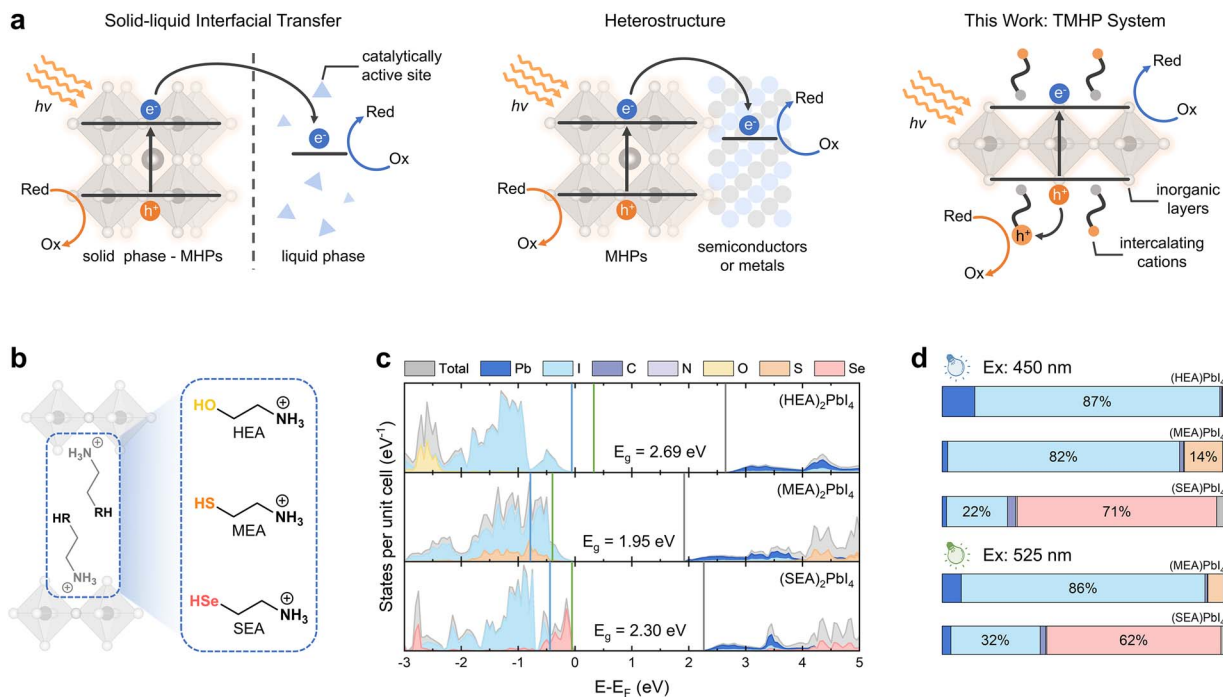 a
Solid-liquid Interfacial Transfer
Heterostructure
This Work: TMHP System
catalytically
active site
hv
e-
e-
Red
Ox
Red
h+
Ox
solid phase - MHPs
liquid phase
hv
e-
e-
Red
Ox
Red
h+
Ox
MHPs
semiconductors
or metals
hv
e-
Red
Ox
Red
h+
h+
Ox
inorganic
layers
intercalating
cations
b
H3N
⊕
RH
HR
NH3
⊕
HO
⊕
NH3
HEA
HS
⊕
NH3
MEA
HSe
⊕
NH3
SEA
c
Total Pb I C N O S Se
States per unit cell (eV-1)
(HEA)2PbI4
Eg = 2.69 eV
(MEA)2PbI4
Eg = 1.95 eV
(SEA)2PbI4
Eg = 2.30 eV
-3 -2 -1 0 1 2 3 4 5
E-EF (eV)
d
Ex: 450 nm
(HEA)PbI4
87%
(MEA)PbI4
82% 14%
(SEA)PbI4
22% 71%
Ex: 525 nm
(MEA)PbI4
86%
(SEA)PbI4
32% 62%